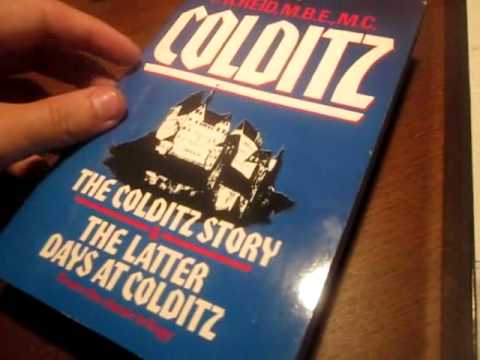 REID, M.B.E., M.C.
COLDITZ
THE COLDITZ STORY
&
THE LATTER
DAYS AT COLDITZ